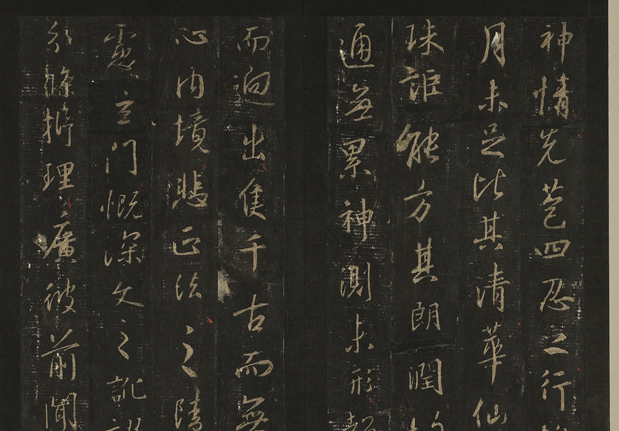 神情先苞四忍之行
月未足比其清華仙
珠詎能方其朗潤
通無累神測未形
而迥出隻千古而無
心內境悲正法之陵
慮玄門慨深文之訛
分條析理廣彼前聞